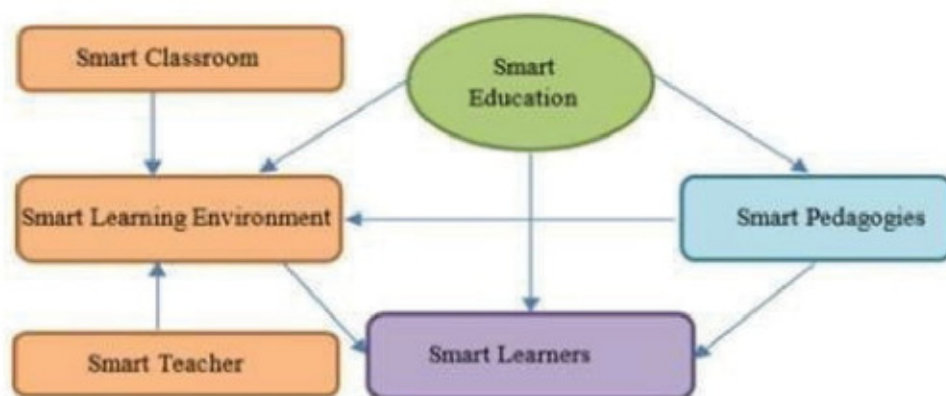 Smart Classroom
Smart
Education
Smart Learning Environment
Smart Pedagogies
Smart Teacher
Smart Learners